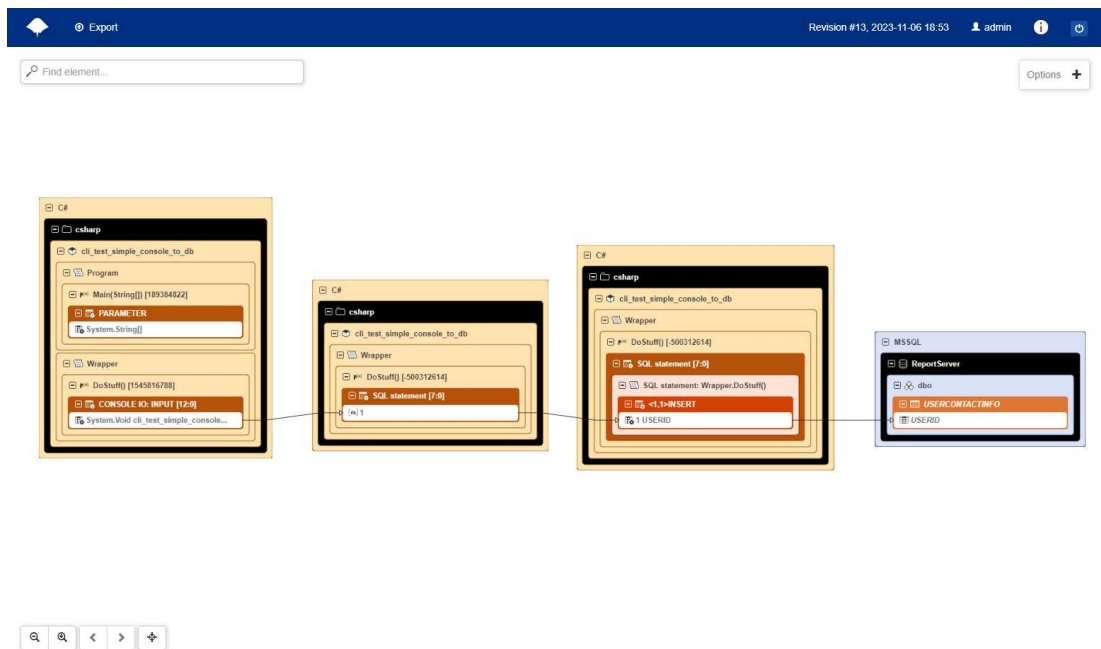 Export
Revision #13, 2023-11-06 18:53
admin
Find element...
Options
C#
csharp
cli_test_simple_console_to_db
Program
Main(String[]) [189384822]
PARAMETER
System.String[]
Wrapper
DoStuff() [1545816788]
CONSOLE IO: INPUT [12:0]
System.Void cli_test_simple_console...
C#
csharp
cli_test_simple_console_to_db
Wrapper
DoStuff() [-500312614]
SQL statement [7:0]
1
C#
csharp
cli_test_simple_console_to_db
Wrapper
DoStuff() [-500312614]
SQL statement [7:0]
SQL statement: Wrapper.DoStuff()
<1,1>INSERT
1 USERID
MSSQL
ReportServer
dbo
USERCONTACTINFO
USERID